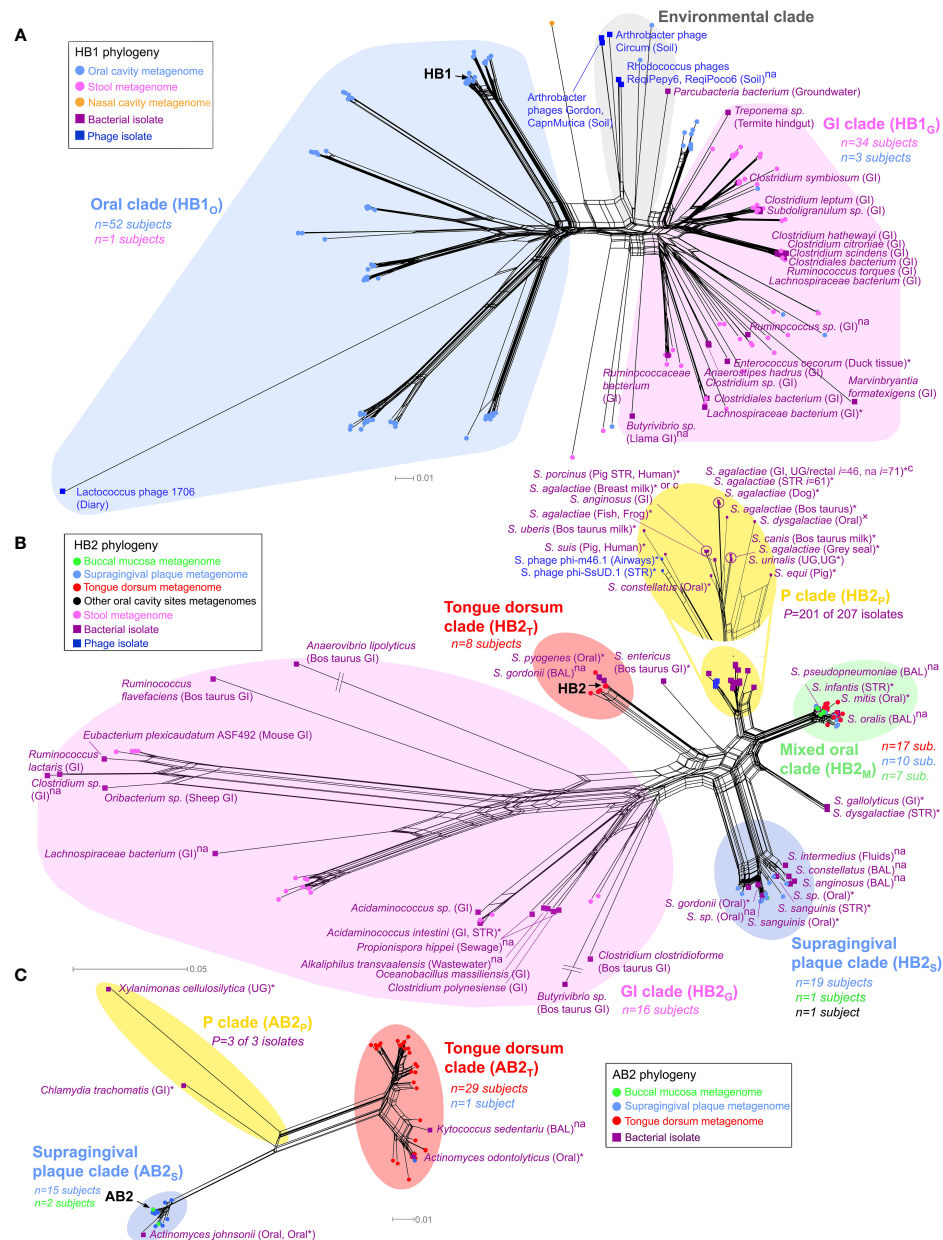 A
HB1 phylogeny
Oral cavity metagenome
Stool metagenome
Nasal cavity metagenome
Bacterial isolate
Phage isolate
Environmental clade
Arthrobacter phage
Circum (Soil)
Rhodococcus phages
ReqiPepy6, ReqiPoco6 (Soil)na
Parcubacteria bacterium (Groundwater)
Arthrobacter
phages Gordon,
CapnMurica (Soil)
HB1
Treponema sp.
(Termite hindgut)
GI clade (HB1G)
n=34 subjects
n=3 subjects
Oral clade (HB1O)
n=52 subjects
n=1 subjects
Clostridium symbiosum (GI)
Clostridium leptum (GI)
Subdoligranulum sp. (GI)
Clostridium hathewayi (GI)
Clostridium citroniae (GI)
Clostridium scindens (GI)
Clostridiales bacterium (GI)
Ruminococcus torques (GI)
Lachnospiraceae bacterium (GI)
Ruminococcus sp. (GI)na
Enterococcus cecorum (Duck tissue)*
Ruminococcaceae
bacterium
(GI)
Anaerostipes hadrus (GI)
Clostridium sp. (GI)
Marvinbryantia
formatexigens (GI)
Clostridiales bacterium (GI)
Lachnospiraceae bacterium (GI)*
Butyrivibrio sp.
(Llama GI)na
0.01
Lactococcus phage 1706
(Diary)
B
HB2 phylogeny
Buccal mucosa metagenome
Supragingival plaque metagenome
Tongue dorsum metagenome
Other oral cavity sites metagenomes
Stool metagenome
Bacterial isolate
Phage isolate
S. porcinus (Pig STR, Human)*
S. agalactiae (Breast milk)* or c
S. anginosus (GI)
S. agalactiae (Fish, Frog)*
S. uberis (Bos taurus milk)*
S. suis (Pig, Human)*
S. phage phi-m46.1 (Airways)*
S. phage phi-SsUD.1 (STR)*
S. constellatus (Oral)*
S. agalactiae (GI, UG/rectal i=46, na i=71)*c
S. agalactiae (STR i=61)*
S. agalactiae (Dog)*
S. agalactiae (Bos taurus)*
S. dysgalactiae (Oral)x
S. canis (Bos taurus milk)*
S. agalactiae (Grey seal)*
S. urinalis (UG,UG*)
S. equi (Pig)*
P clade (HB2P)
P=201 of 207 isolates
Tongue dorsum
clade (HB2T)
n=8 subjects
S. pyogenes (Oral)*
S. gordonii (BAL)na
HB2
S. entericus
(Bos taurus GI)*
Anaerovibrio lipolyticus
(Bos taurus GI)
Ruminococcus
flavefaciens (Bos taurus GI)
Eubacterium plexicaudatum ASF492 (Mouse GI)
Ruminococcus
lactaris (GI)
Clostridium sp.
(GI)na
Oribacterium sp. (Sheep GI)
Lachnospiraceae bacterium (GI)na
S. pseudopneumoniae (BAL)na
S. infantis (STR)*
S. mitis (Oral)*
S. oralis (BAL)na
Mixed oral
clade (HB2M)
n=17 sub.
n=10 sub.
n=7 sub.
S. gallolyticus (GI)*
S. dysgalactiae (STR)*
S. intermedius (Fluids)na
S. constellatus (BAL)na
S. anginosus (BAL)na
S. sp. (Oral)*
S. gordonii (Oral)*
S. sp. (Oral)na
S. sanguinis (STR)*
S. sanguinis (Oral)*
Supragingival
plaque clade (HB2S)
n=19 subjects
n=1 subjects
n=1 subject
Acidaminococcus sp. (GI)
Acidaminococcus intestini (GI, STR)*
Propionispora hippei (Sewage)na
Alkaliphilus transvaalensis (Wastewater)na
Oceanobacillus massiliensis (GI)
Clostridium polynesiense (GI)
Clostridium clostridioforme
(Bos taurus GI)
Butyrivibrio sp.
(Bos taurus GI)
GI clade (HB2G)
n=16 subjects
C
0.05
Xylanimonas cellulosilytica (UG)*
P clade (AB2P)
P=3 of 3 isolates
Chlamydia trachomatis (GI)*
Tongue dorsum
clade (AB2T)
n=29 subjects
n=1 subject
Kytococcus sedentariu (BAL)na
Actinomyces odontolyticus (Oral)*
AB2 phylogeny
Buccal mucosa metagenome
Supragingival plaque metagenome
Tongue dorsum metagenome
Bacterial isolate
Supragingival
plaque clade (AB2S)
n=15 subjects
n=2 subjects
AB2
Actinomyces johnsonii (Oral, Oral*)
0.01